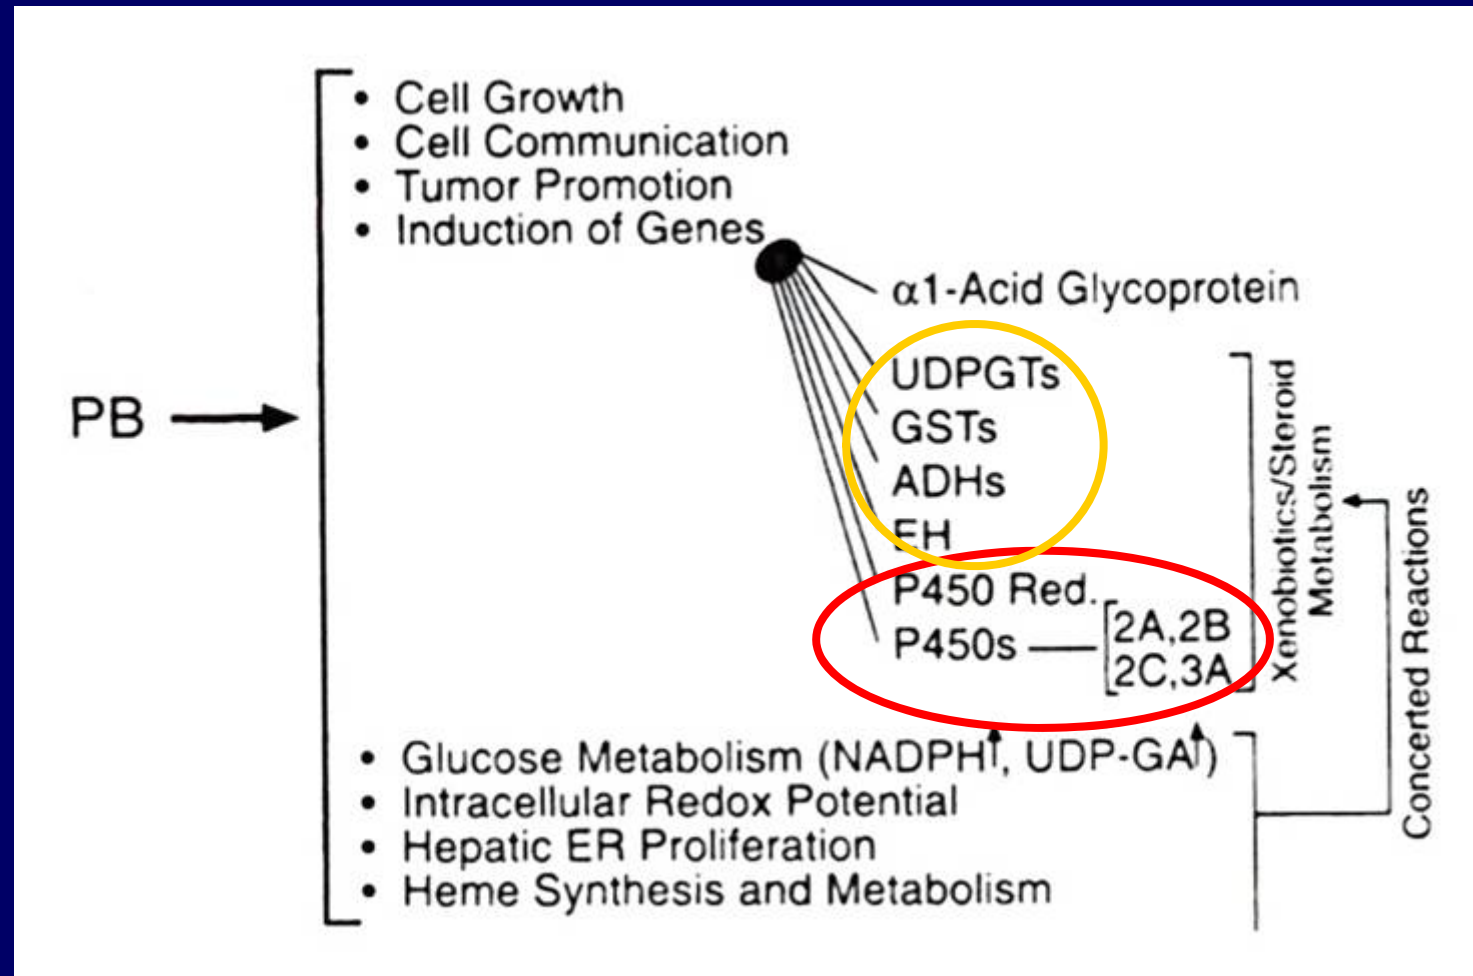 • Cell Growth
• Cell Communication
• Tumor Promotion
• Induction of Genes
α1-Acid Glycoprotein
UDPGTs
GSTs
ADHs
EH
P450 Red.
P450s — [2A,2B
2C,3A
PB
Xenobiotics/Steroid
Motabolism
Concerted Reactions
• Glucose Metabolism (NADPH↑, UDP-GA↑)
• Intracellular Redox Potential
• Hepatic ER Proliferation
• Heme Synthesis and Metabolism